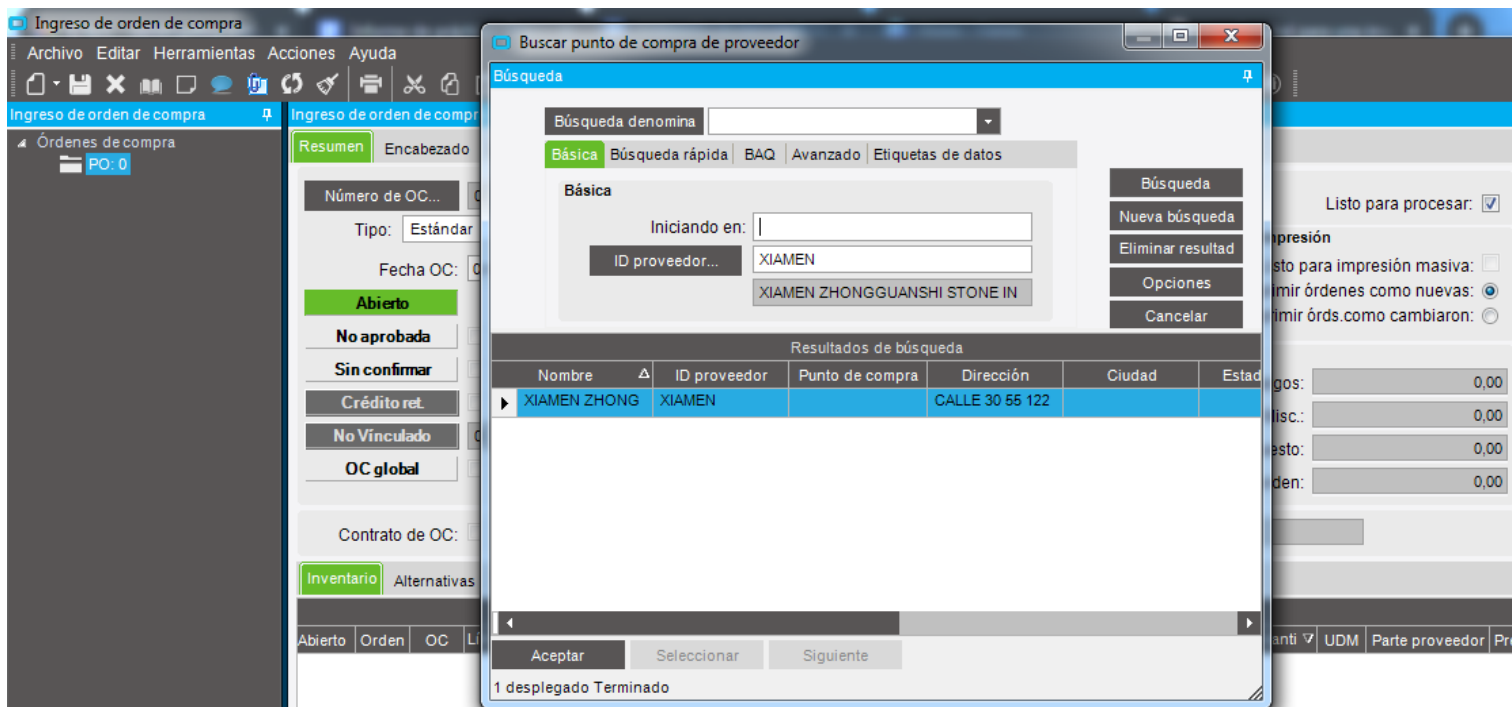 Ingreso de orden de compra
Archivo Editar Herramientas Acciones Ayuda
Ingreso de orden de compra
Órdenes de compra
PO: 0
Ingreso de orden de compr
Resumen Encabezado
Número de OC...
Tipo: Estándar
Fecha OC:
Abierto
No aprobada
Sin confirmar
Crédito ret.
No Vínculado
OC global
Contrato de OC:
Inventario Alternativas
Abierto Orden OC Lí
Buscar punto de compra de proveedor
Búsqueda
Búsqueda denomina
Básica Búsqueda rápida BAQ Avanzado Etiquetas de datos
Básica
Iniciando en:
ID proveedor... XIAMEN
XIAMEN ZHONGGUANSHI STONE IN
Búsqueda
Nueva búsqueda
Eliminar resultad
Opciones
Cancelar
Resultados de búsqueda
Nombre ID proveedor Punto de compra Dirección Ciudad Estad
XIAMEN ZHONG XIAMEN CALLE 30 55 122
Aceptar Seleccionar Siguiente
1 desplegado Terminado
Listo para procesar:
npresión
sto para impresión masiva:
imir órdenes como nuevas:
rimir órds.como cambiaron:
gos: 0,00
lisc.: 0,00
esto: 0,00
den: 0,00
anti UDM Parte proveedor Pr